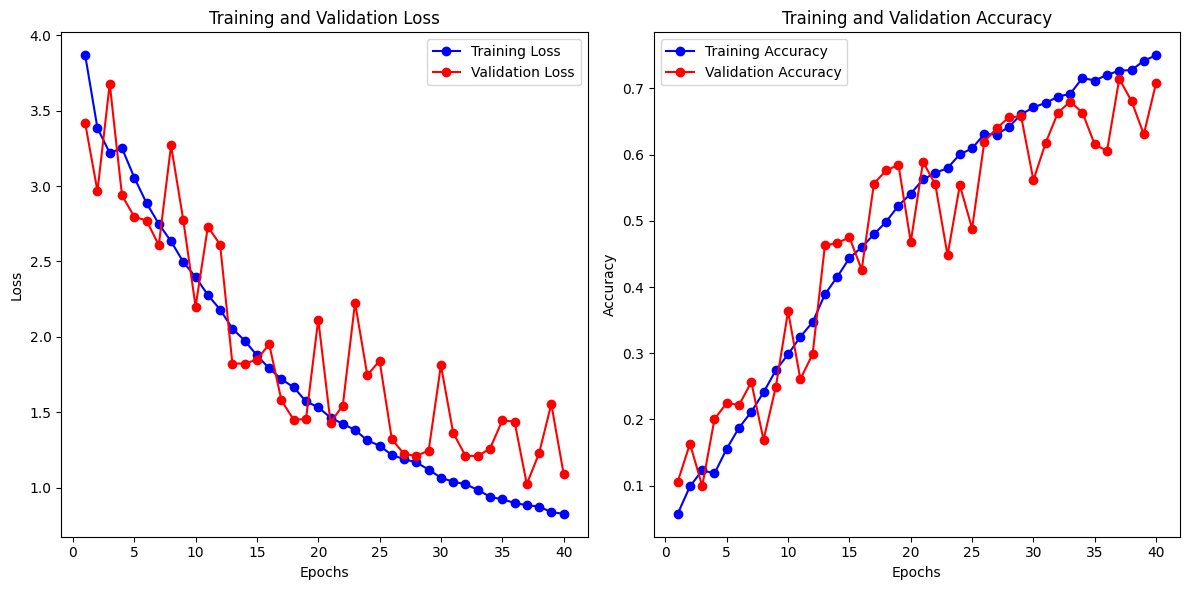 Training and Validation Loss
Training Loss
Validation Loss
Loss
4.0
3.5
3.0
2.5
2.0
1.5
1.0
0 5 10 15 20 25 30 35 40
Epochs
Training and Validation Accuracy
Training Accuracy
Validation Accuracy
Accuracy
0.7
0.6
0.5
0.4
0.3
0.2
0.1
0 5 10 15 20 25 30 35 40
Epochs